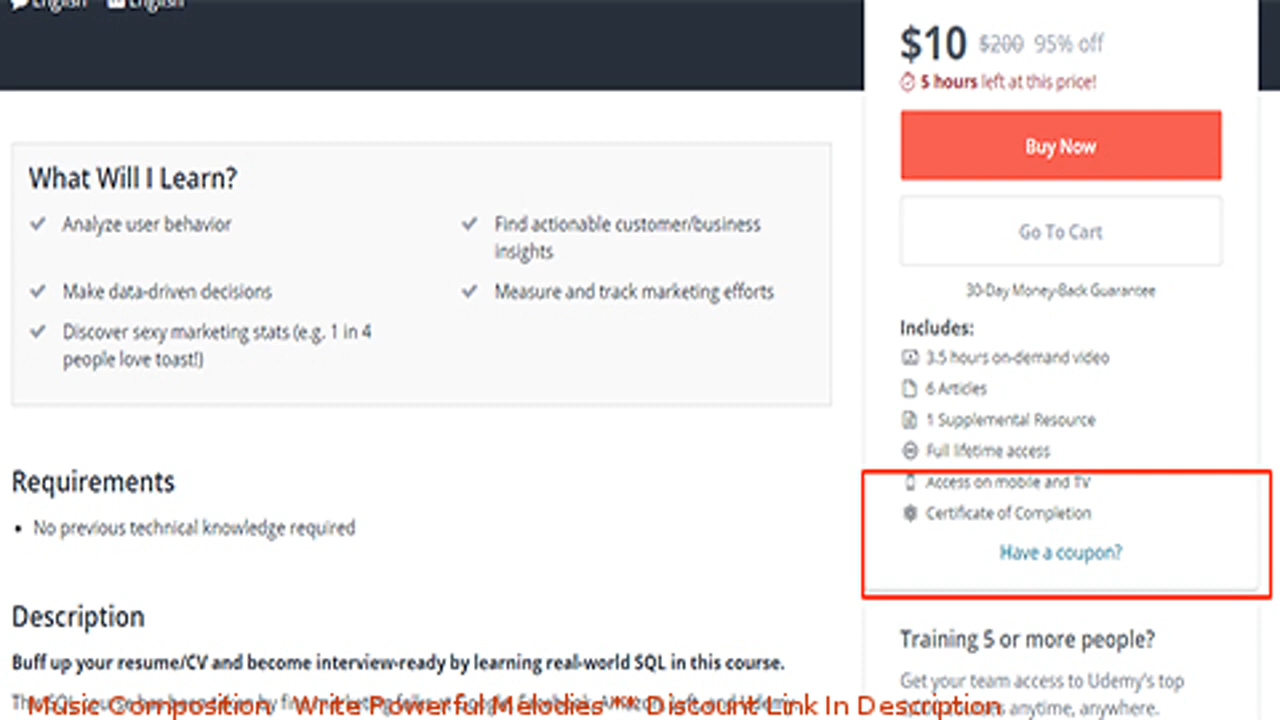 English English
What Will I Learn?
Analyze user behavior
Find actionable customer/business
insights
Make data-driven decisions
Measure and track marketing efforts
Discover sexy marketing stats (e.g. 1 in 4
people love toast!)
Requirements
• No previous technical knowledge required
Description
Buff up your resume/CV and become interview-ready by learning real-world SQL in this course.
$10 $200 95% off
5 hours left at this price!
Buy Now
Go To Cart
30-Day Money-Back Guarantee
Includes:
3.5 hours on-demand video
6 Articles
1 Supplemental Resource
Full lifetime access
Access on mobile and TV
Certificate of Completion
Have a coupon?
Training 5 or more people?
Get your team access to Udemy's top
anytime, anywhere.
Music Composition Write Powerful Melodies *** Discount Link In Description